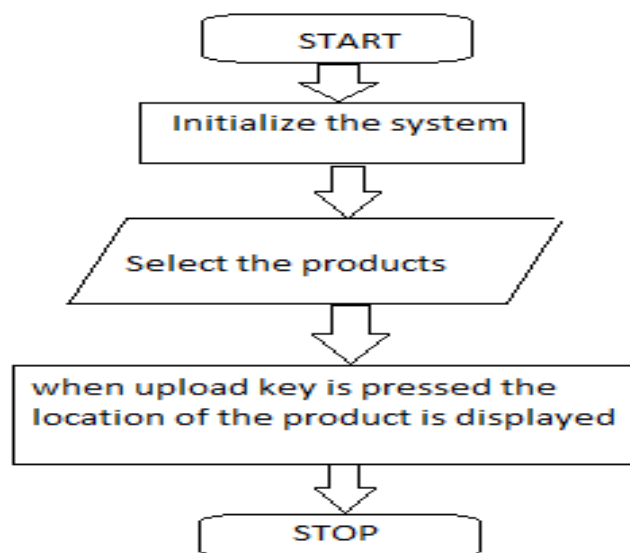 START
Initialize the system
Select the products
when upload key is pressed the
location of the product is displayed
STOP